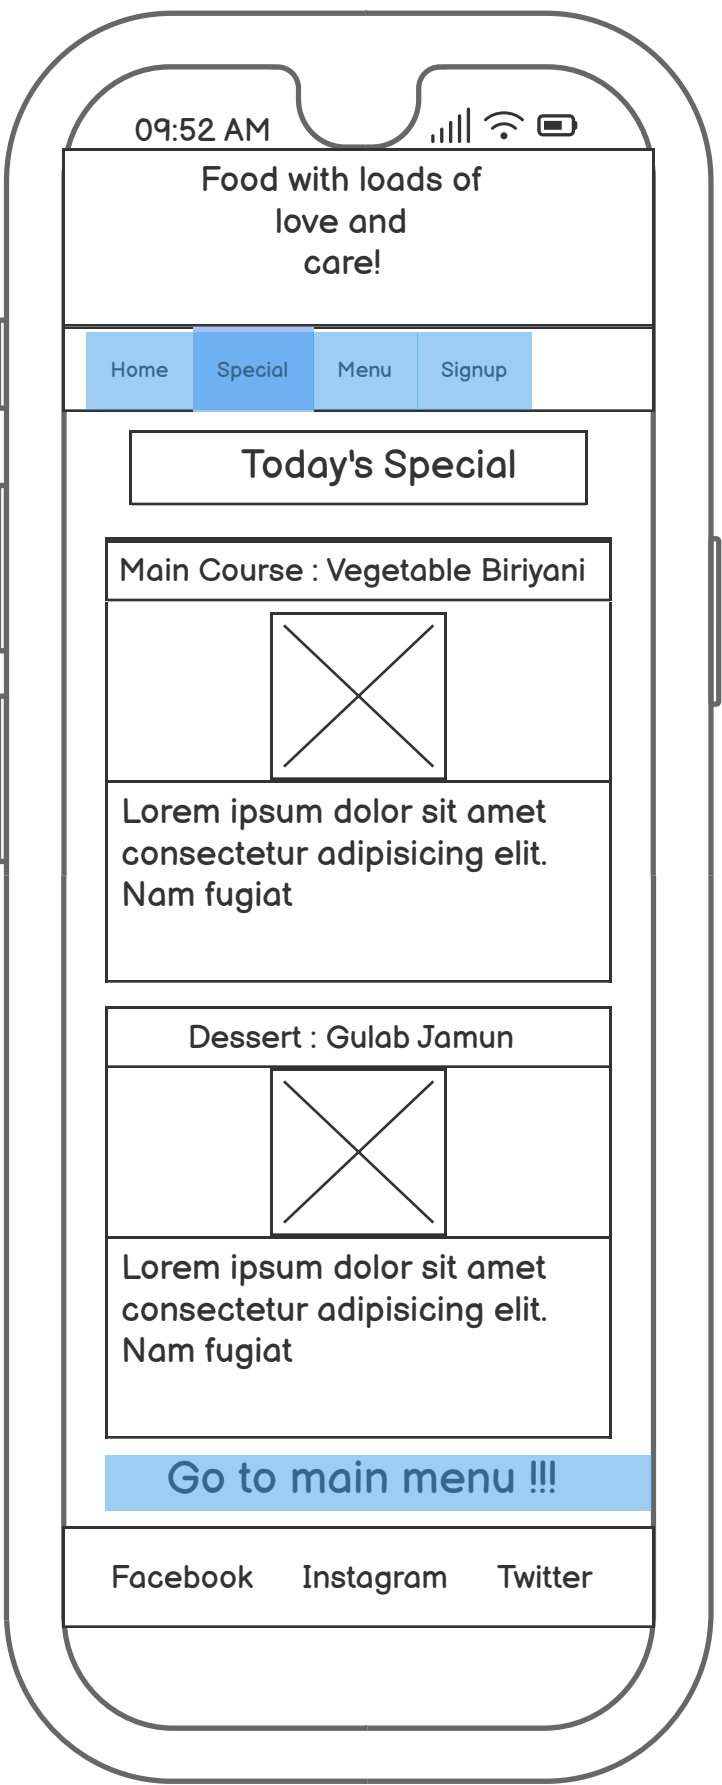 09:52 AM
Food with loads of
love and
care!
Home Special Menu Signup
Today's Special
Main Course : Vegetable Biriyani
Lorem ipsum dolor sit amet
consectetur adipisicing elit.
Nam fugiat
Dessert : Gulab Jamun
Lorem ipsum dolor sit amet
consectetur adipisicing elit.
Nam fugiat
Go to main menu !!!
Facebook Instagram Twitter